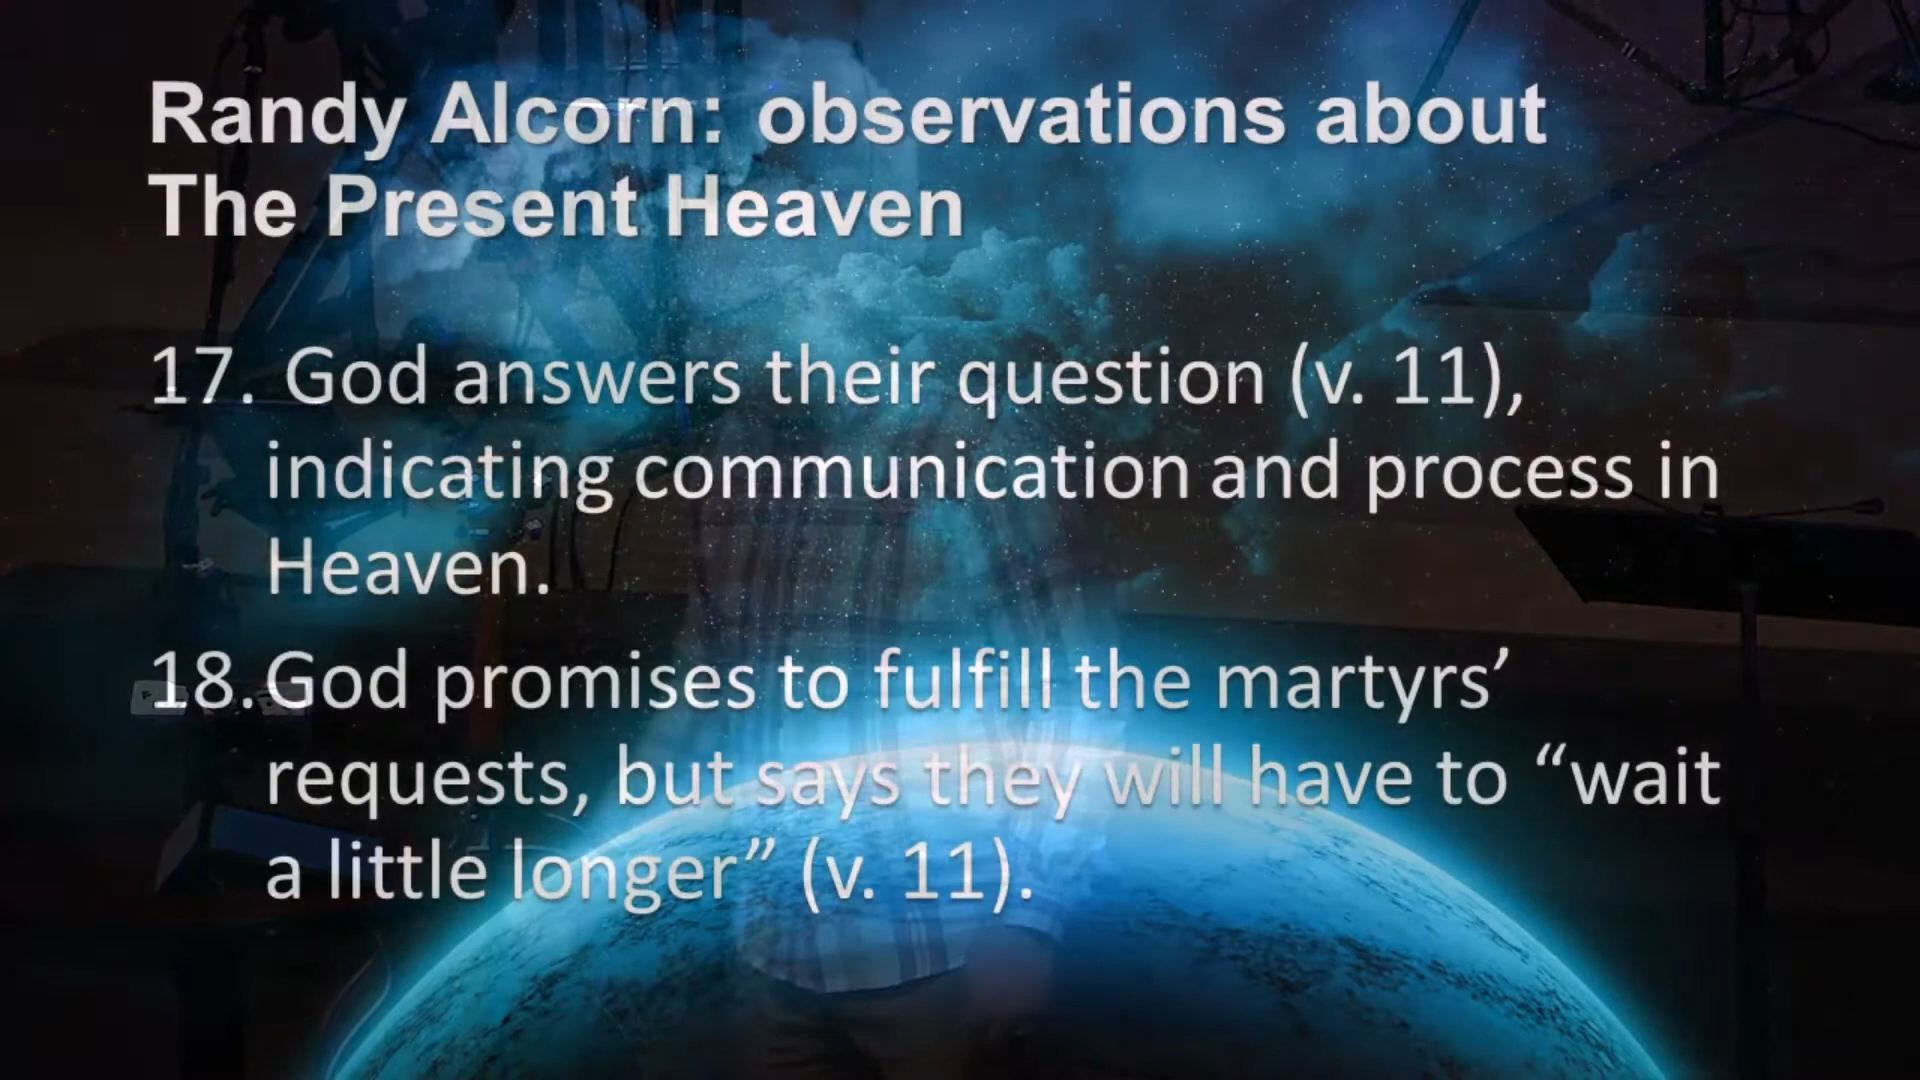 Randy Alcorn: observations about
The Present Heaven
17. God answers their question (v. 11),
indicating communication and process in
Heaven.
18. God promises to fulfill the martyrs’
requests, but says they will have to “wait
a little longer” (v. 11).